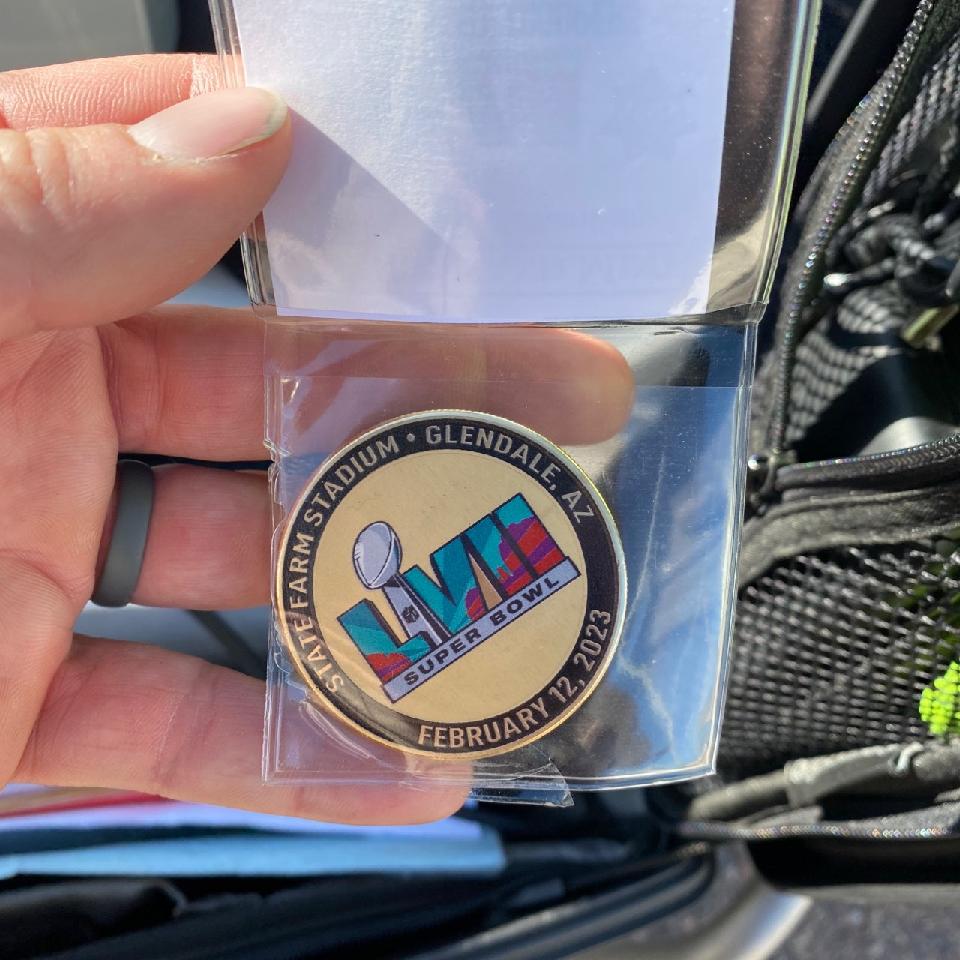 STATE FARM STADIUM • GLENDALE, AZ
LVII
SUPER BOWL
FEBRUARY 12, 2023